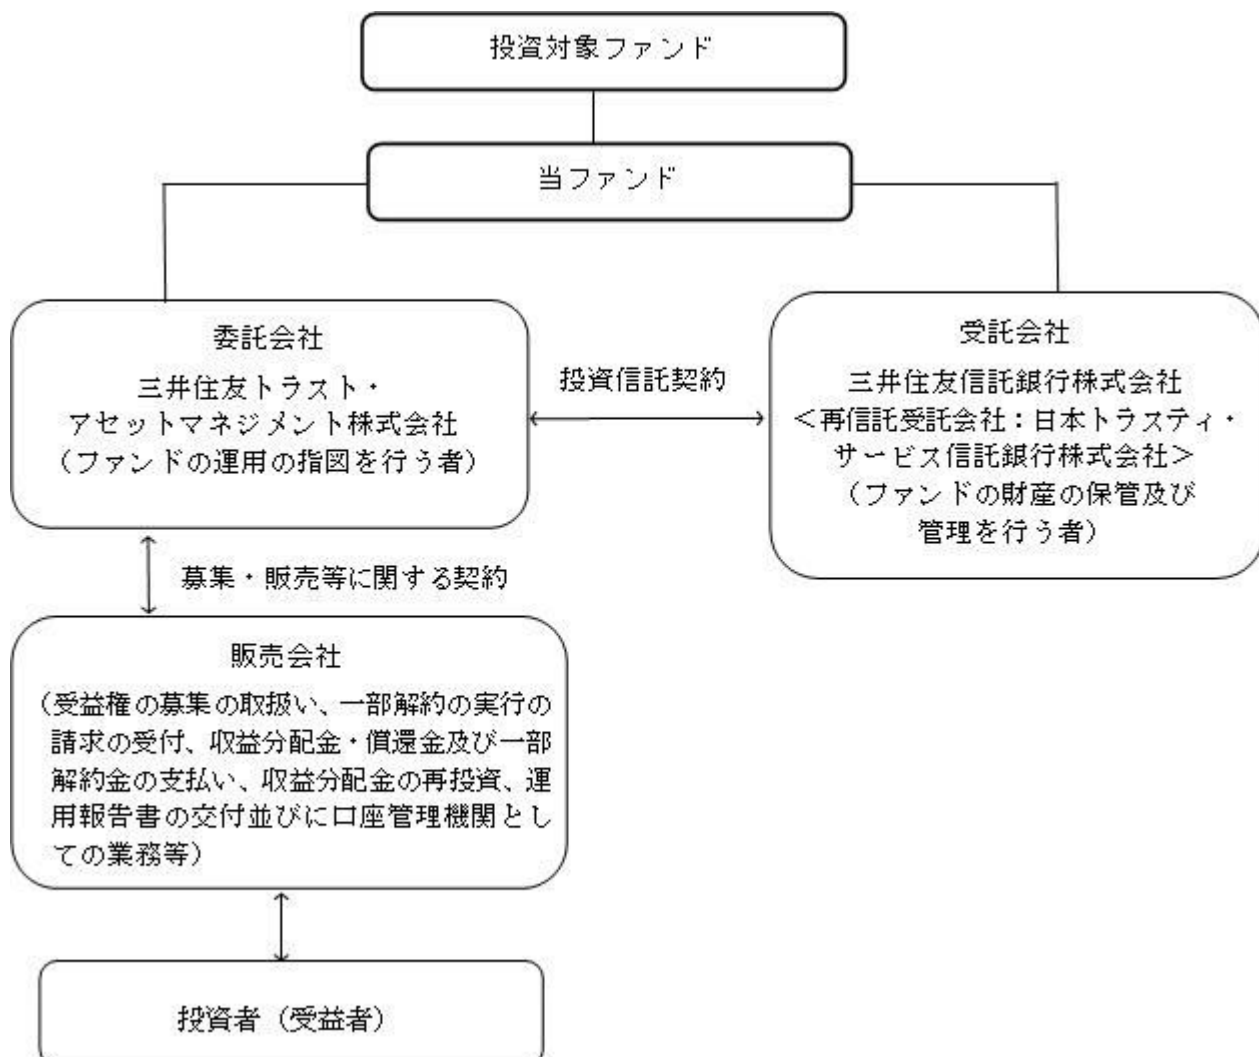 投資対象ファンド
当ファンド
委託会社
三井住友トラスト・
アセットマネジメント株式会社
(ファンドの運用の指図を行う者)
投資信託契約
受託会社
三井住友信託銀行株式会社
<再信託受託会社:日本トラスティ・
サービス信託銀行株式会社>
(ファンドの財産の保管及び
管理を行う者)
募集・販売等に関する契約
販売会社
(受益権の募集の取扱い、一部解約の実行の
請求の受付、収益分配金・償還金及び一部
解約金の支払い、収益分配金の再投資、運
用報告書の交付並びに口座管理機関とし
ての業務等)
投資者(受益者)